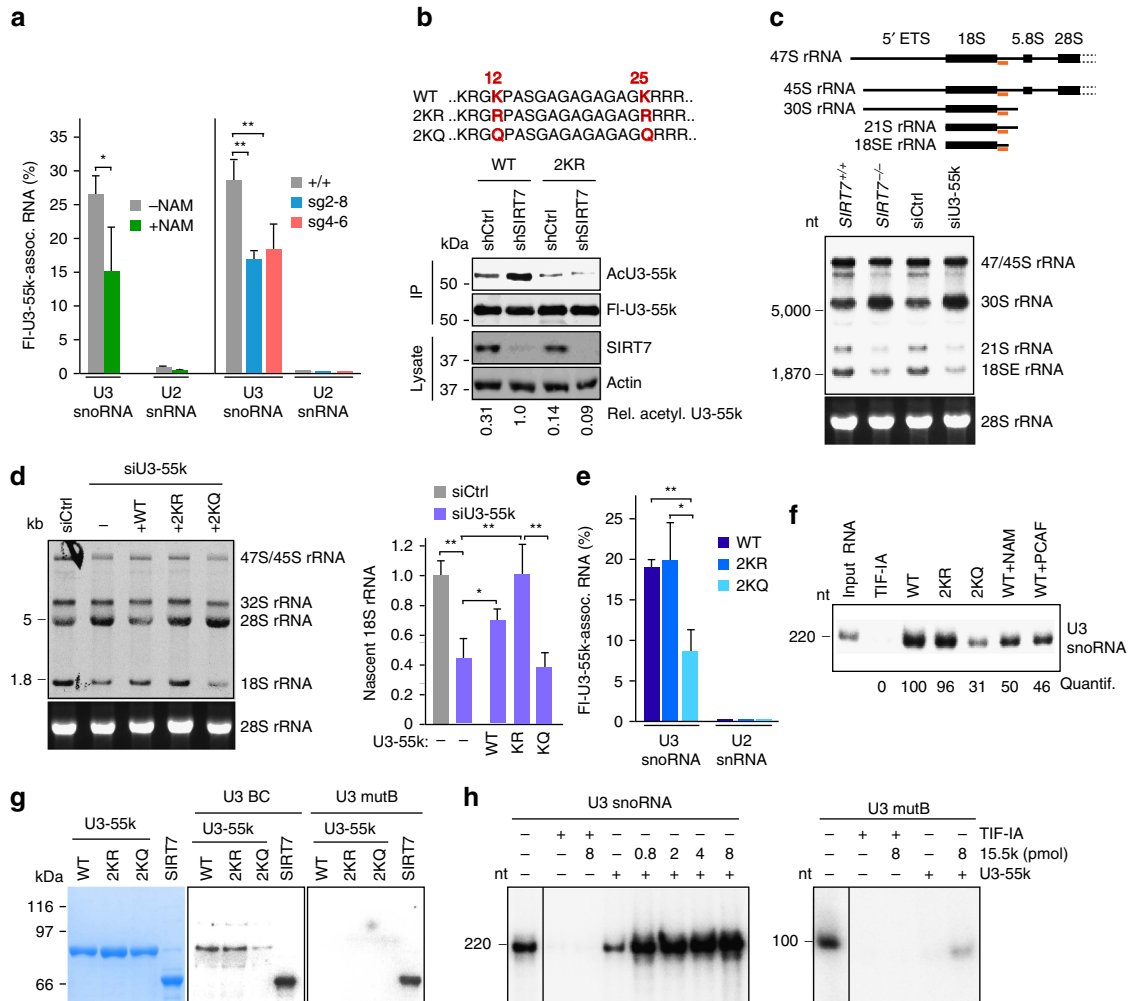 a
35
30
25
20
15
10
5
0
Fl-U3-55k-assoc. RNA (%)
*
**
**
–NAM
+NAM
+/+
sg2-8
sg4-6
U3 snoRNA
U2 snRNA
U3 snoRNA
U2 snRNA
b
12 25
WT ..KRGKPASGAGAGAGAGKRRR..
2KR ..KRGRPASGAGAGAGAGRRRR..
2KQ ..KRGQPASGAGAGAGAGQRRR..
WT 2KR
shCtrl shSIRT7 shCtrl shSIRT7
kDa
IP
50 AcU3-55k
50 Fl-U3-55k
Lysate
37 SIRT7
37 Actin
0.31 1.0 0.14 0.09 Rel. acetyl. U3-55k
c
5′ ETS 18S 5.8S 28S
47S rRNA
45S rRNA
30S rRNA
21S rRNA
18SE rRNA
nt SIRT7+/+ SIRT7–/– siCtrl siU3-55k
47/45S rRNA
5,000 30S rRNA
21S rRNA
1,870 18SE rRNA
28S rRNA
d
siU3-55k
kb siCtrl – +WT +2KR +2KQ
47S/45S rRNA
32S rRNA
5 28S rRNA
1.8 18S rRNA
28S rRNA
siCtrl
siU3-55k
Nascent 18S rRNA
1.2
1.0
0.8
0.6
0.4
0.2
0
**
*
**
**
U3-55k: – – WT KR KQ
e
Fl-U3-55k-assoc. RNA (%)
25
20
15
10
5
0
**
*
WT
2KR
2KQ
U3 snoRNA
U2 snRNA
f
nt Input RNA TIF-IA WT 2KR 2KQ WT+NAM WT+PCAF
220 U3 snoRNA
0 100 96 31 50 46 Quantif.
g
U3-55k U3 BC U3 mutB
U3-55k U3-55k
kDa WT 2KR 2KQ SIRT7 WT 2KR 2KQ SIRT7 WT 2KR 2KQ SIRT7
116
97
66
h
U3 snoRNA U3 mutB
– + + – – – – – – + + – – TIF-IA
– – 8 – 0.8 2 4 8 – – 8 – 8 15.5k (pmol)
nt – – – + + + + + nt – – – + + U3-55k
220 100